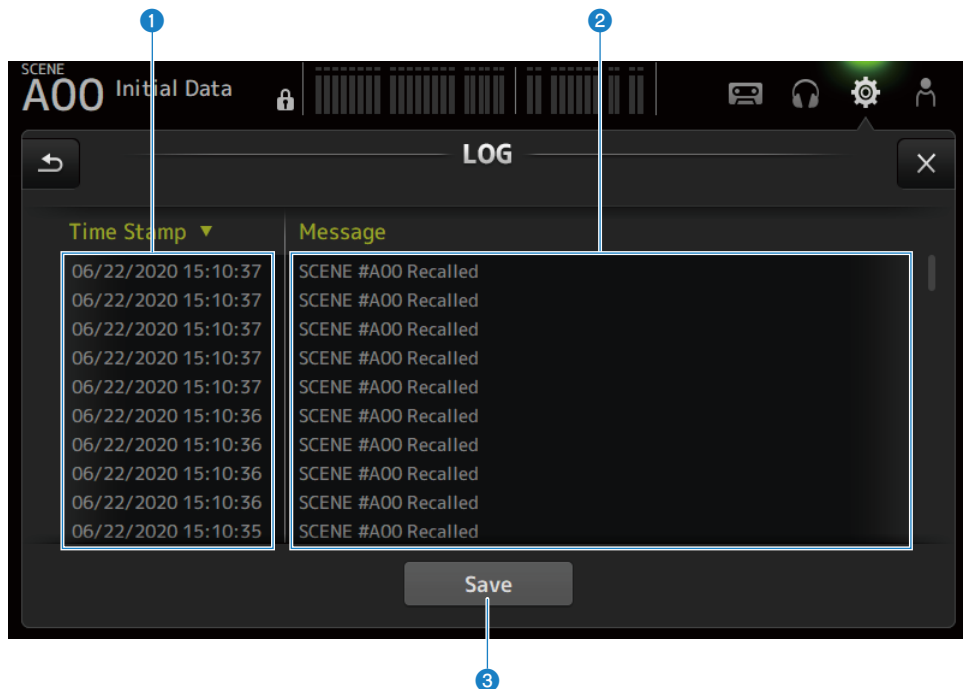 1 2
SCENE
A00 Initial Data
LOG
Time Stamp ▼ Message
06/22/2020 15:10:37 SCENE #A00 Recalled
06/22/2020 15:10:37 SCENE #A00 Recalled
06/22/2020 15:10:37 SCENE #A00 Recalled
06/22/2020 15:10:37 SCENE #A00 Recalled
06/22/2020 15:10:37 SCENE #A00 Recalled
06/22/2020 15:10:36 SCENE #A00 Recalled
06/22/2020 15:10:36 SCENE #A00 Recalled
06/22/2020 15:10:36 SCENE #A00 Recalled
06/22/2020 15:10:36 SCENE #A00 Recalled
06/22/2020 15:10:35 SCENE #A00 Recalled
Save
3